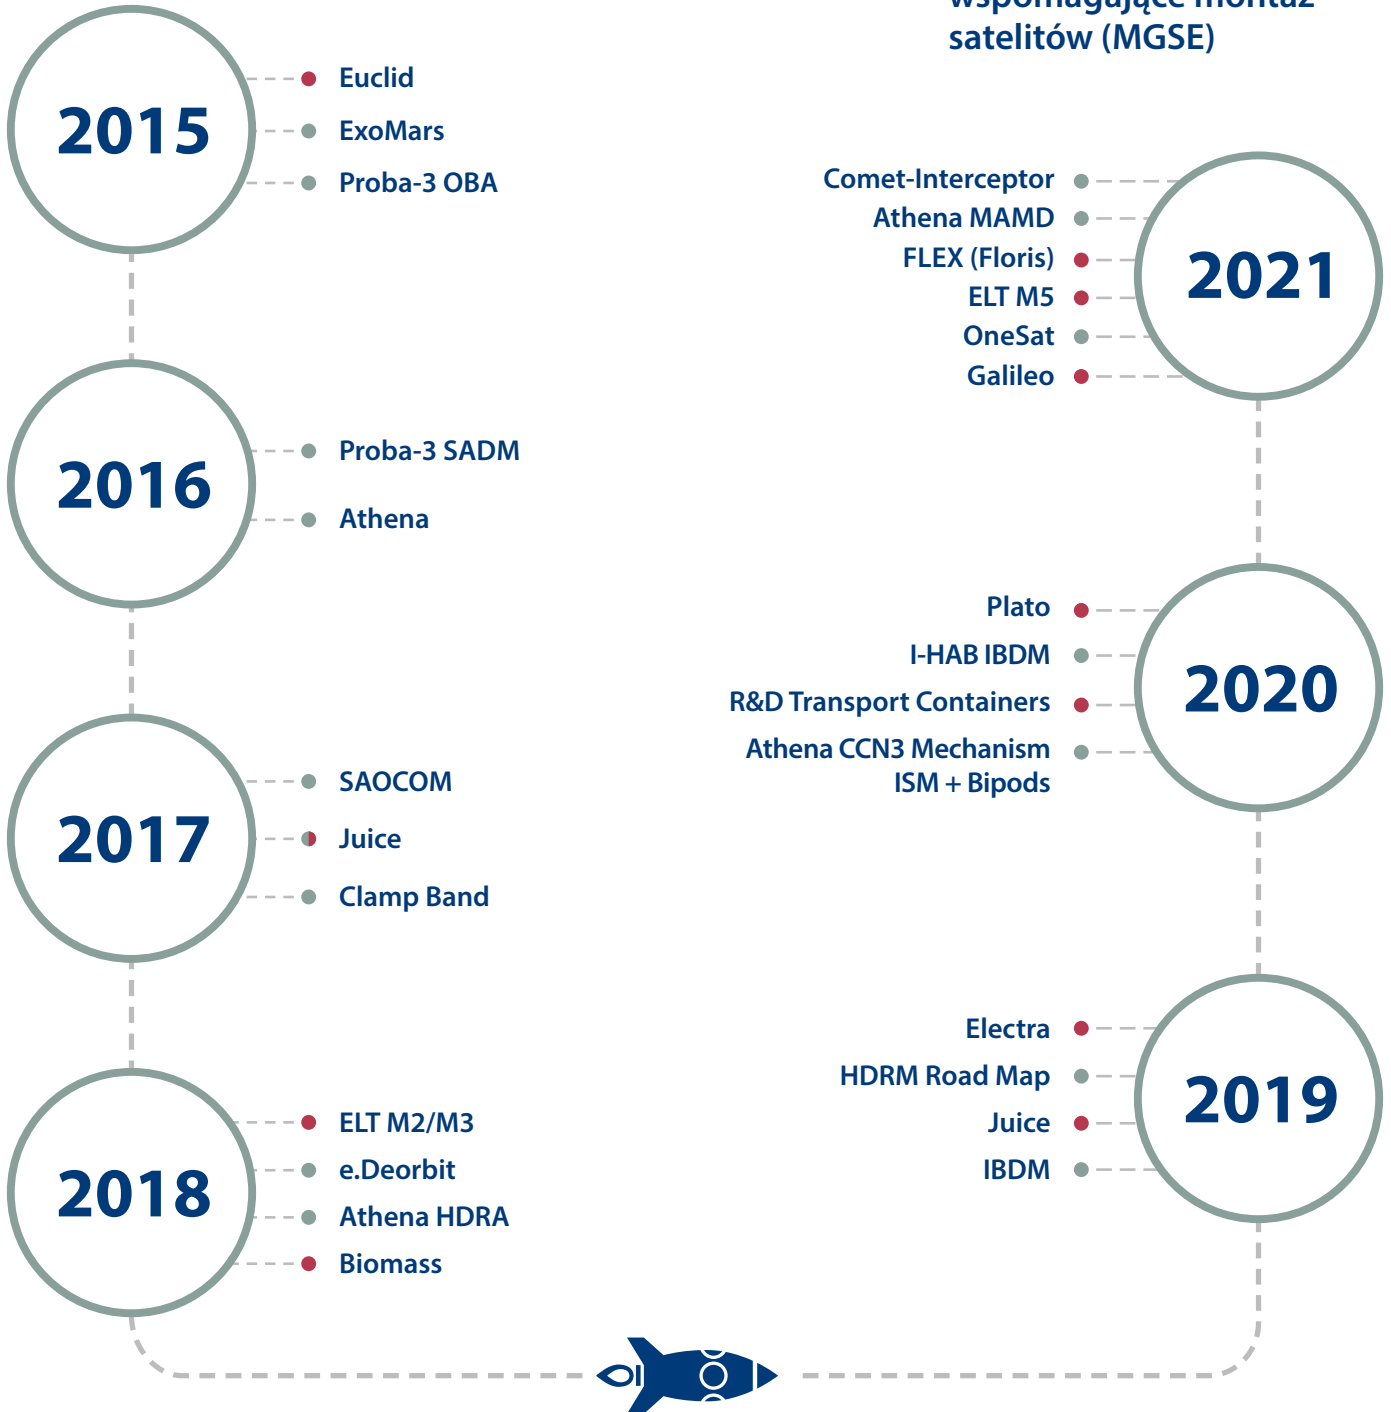 wspomagające montaż
satelitów (MGSE)
2015
Euclid
ExoMars
Proba-3 OBA
2016
Proba-3 SADM
Athena
2017
SAOCOM
Juice
Clamp Band
2018
ELT M2/M3
e.Deorbit
Athena HDRA
Biomass
2021
Comet-Interceptor
Athena MAMD
FLEX (Floris)
ELT M5
OneSat
Galileo
2020
Plato
I-HAB IBDM
R&D Transport Containers
Athena CCN3 Mechanism
ISM + Bipods
2019
Electra
HDRM Road Map
Juice
IBDM